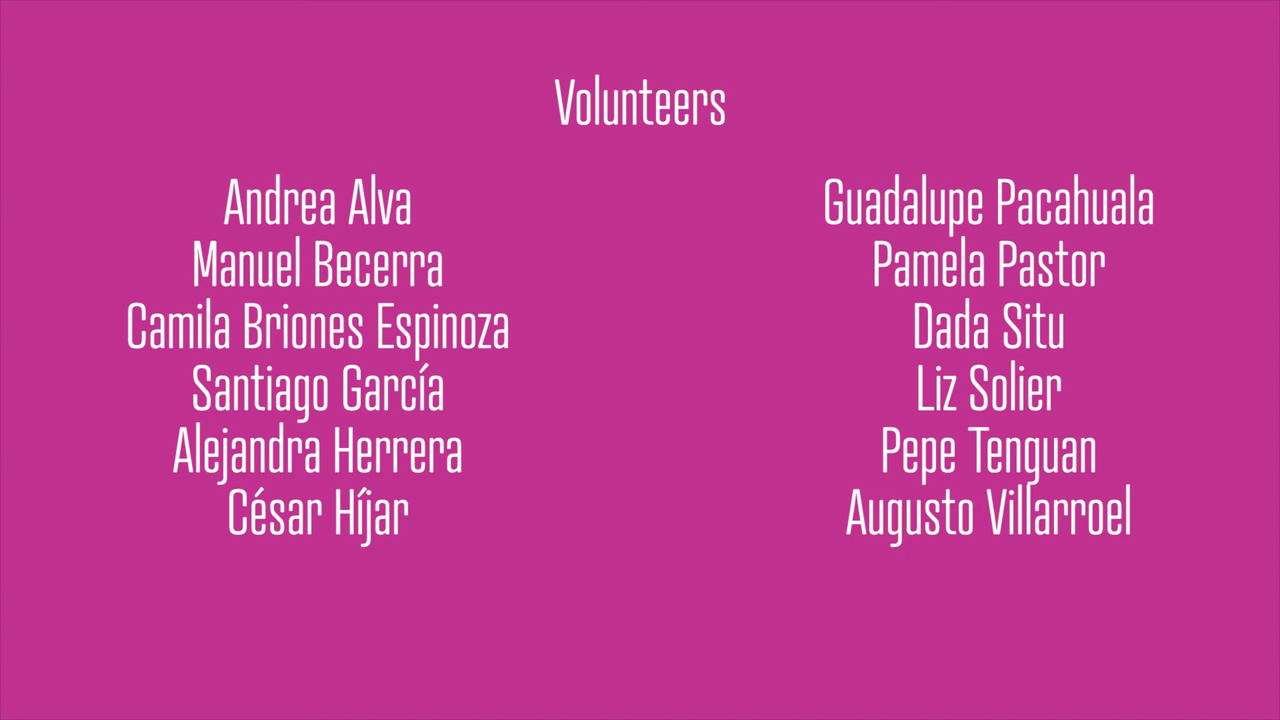 Volunteers
Andrea Alva
Manuel Becerra
Camila Briones Espinoza
Santiago García
Alejandra Herrera
César Híjar
Guadalupe Pacahuala
Pamela Pastor
Dada Situ
Liz Solier
Pepe Tenguan
Augusto Villarroel